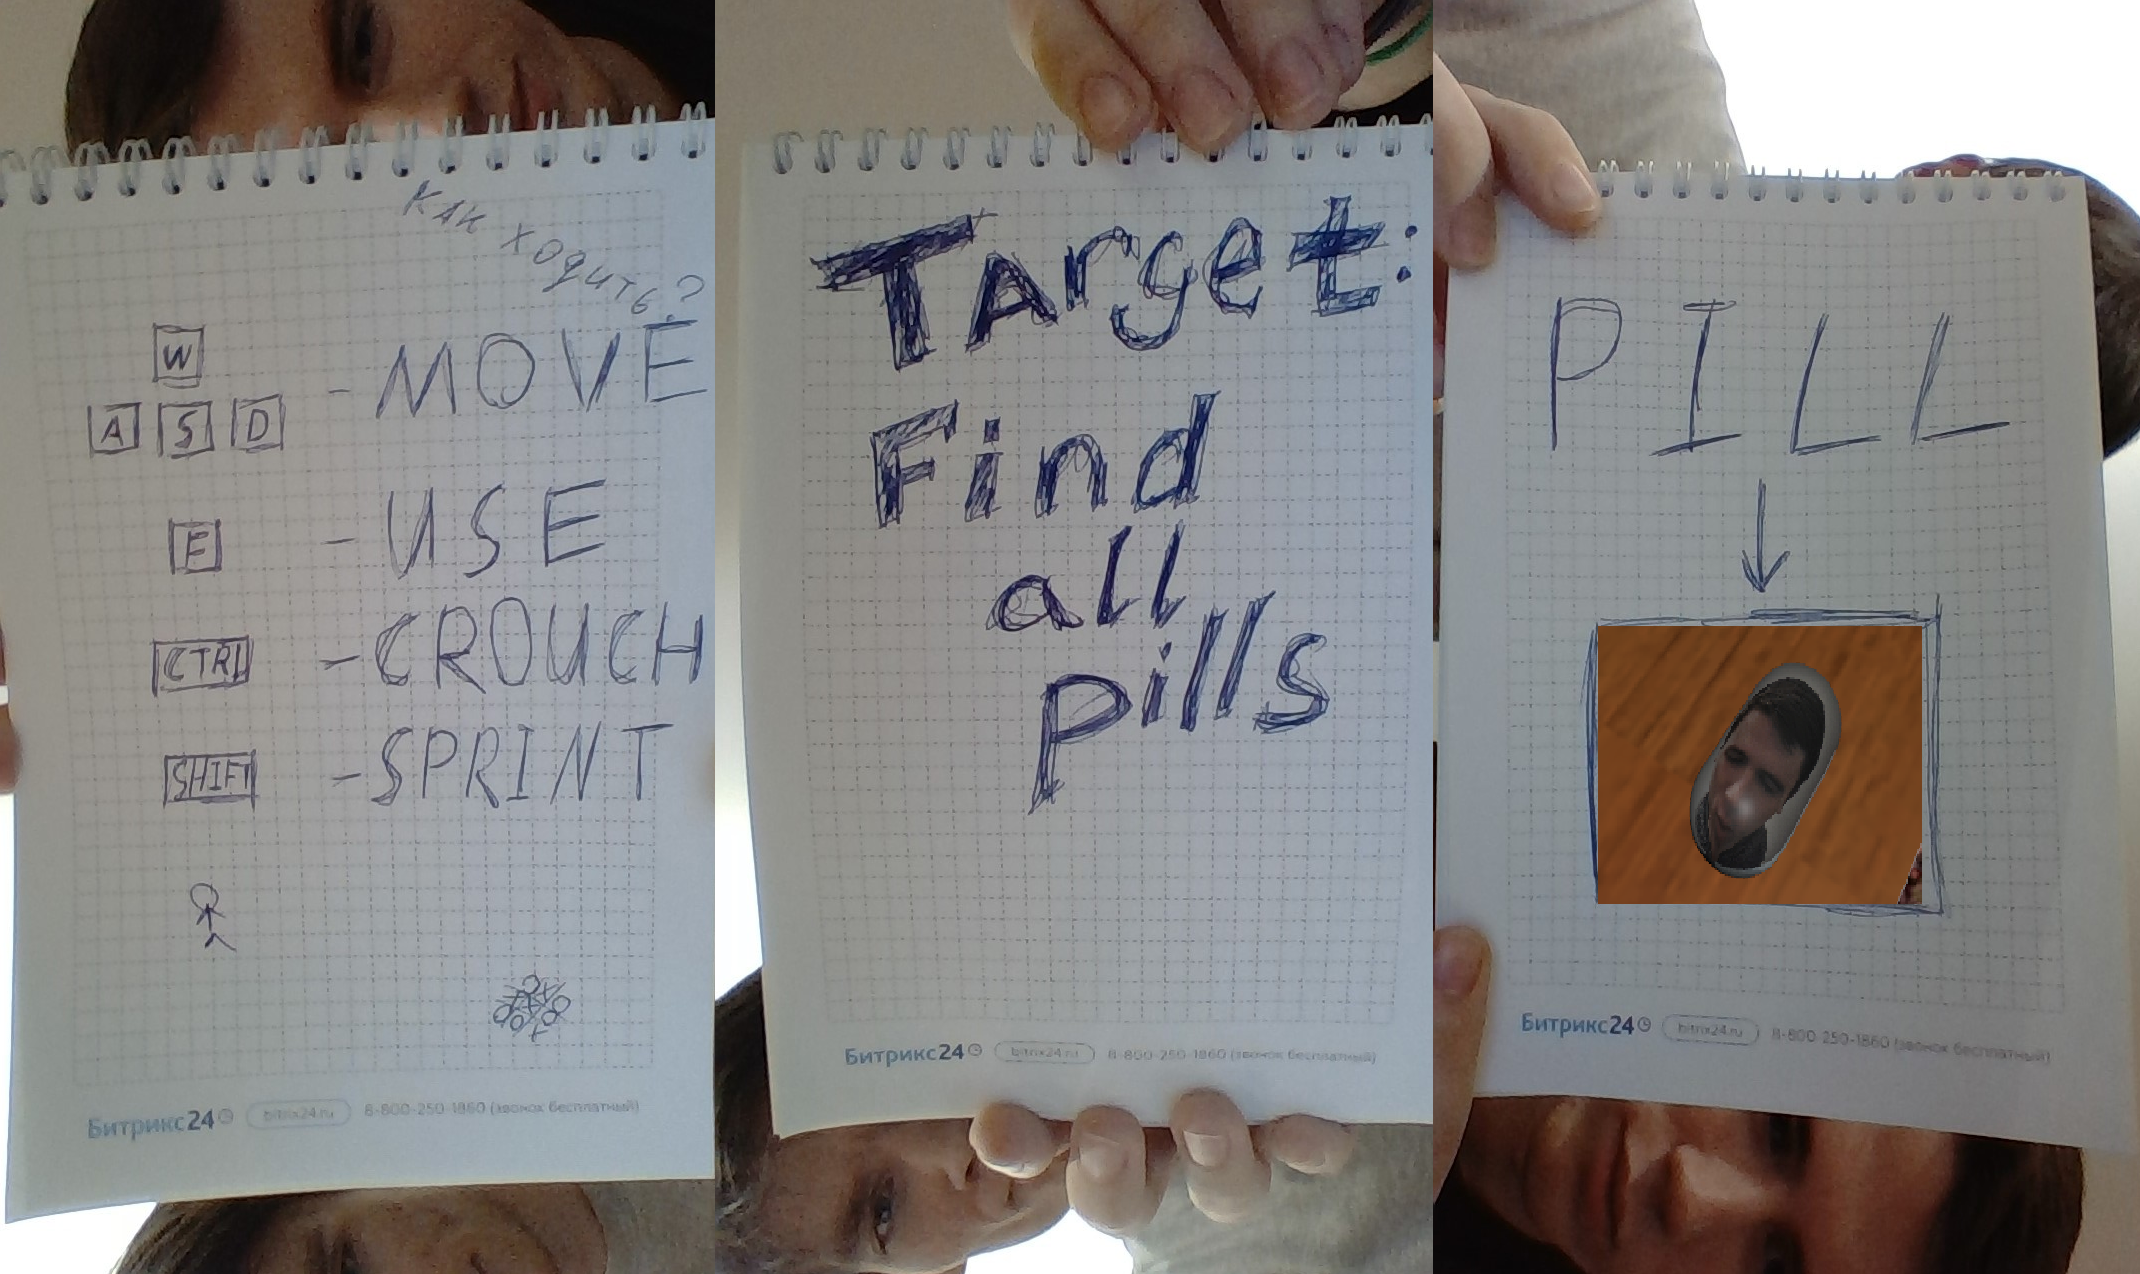 как ходить?
W
A S D - MOVE
E - USE
CTRL - CROUCH
SHIFT - SPRINT
Битрикс24 bitrix24.ru 8-800-250-1860 (звонок бесплатный)
Target:
Find
all
pills
Битрикс24 bitrix24.ru 8-800-250-1860 (звонок бесплатный)
PILL
Битрикс24 bitrix24.ru 8-800-250-1860 (звонок бесплатный)